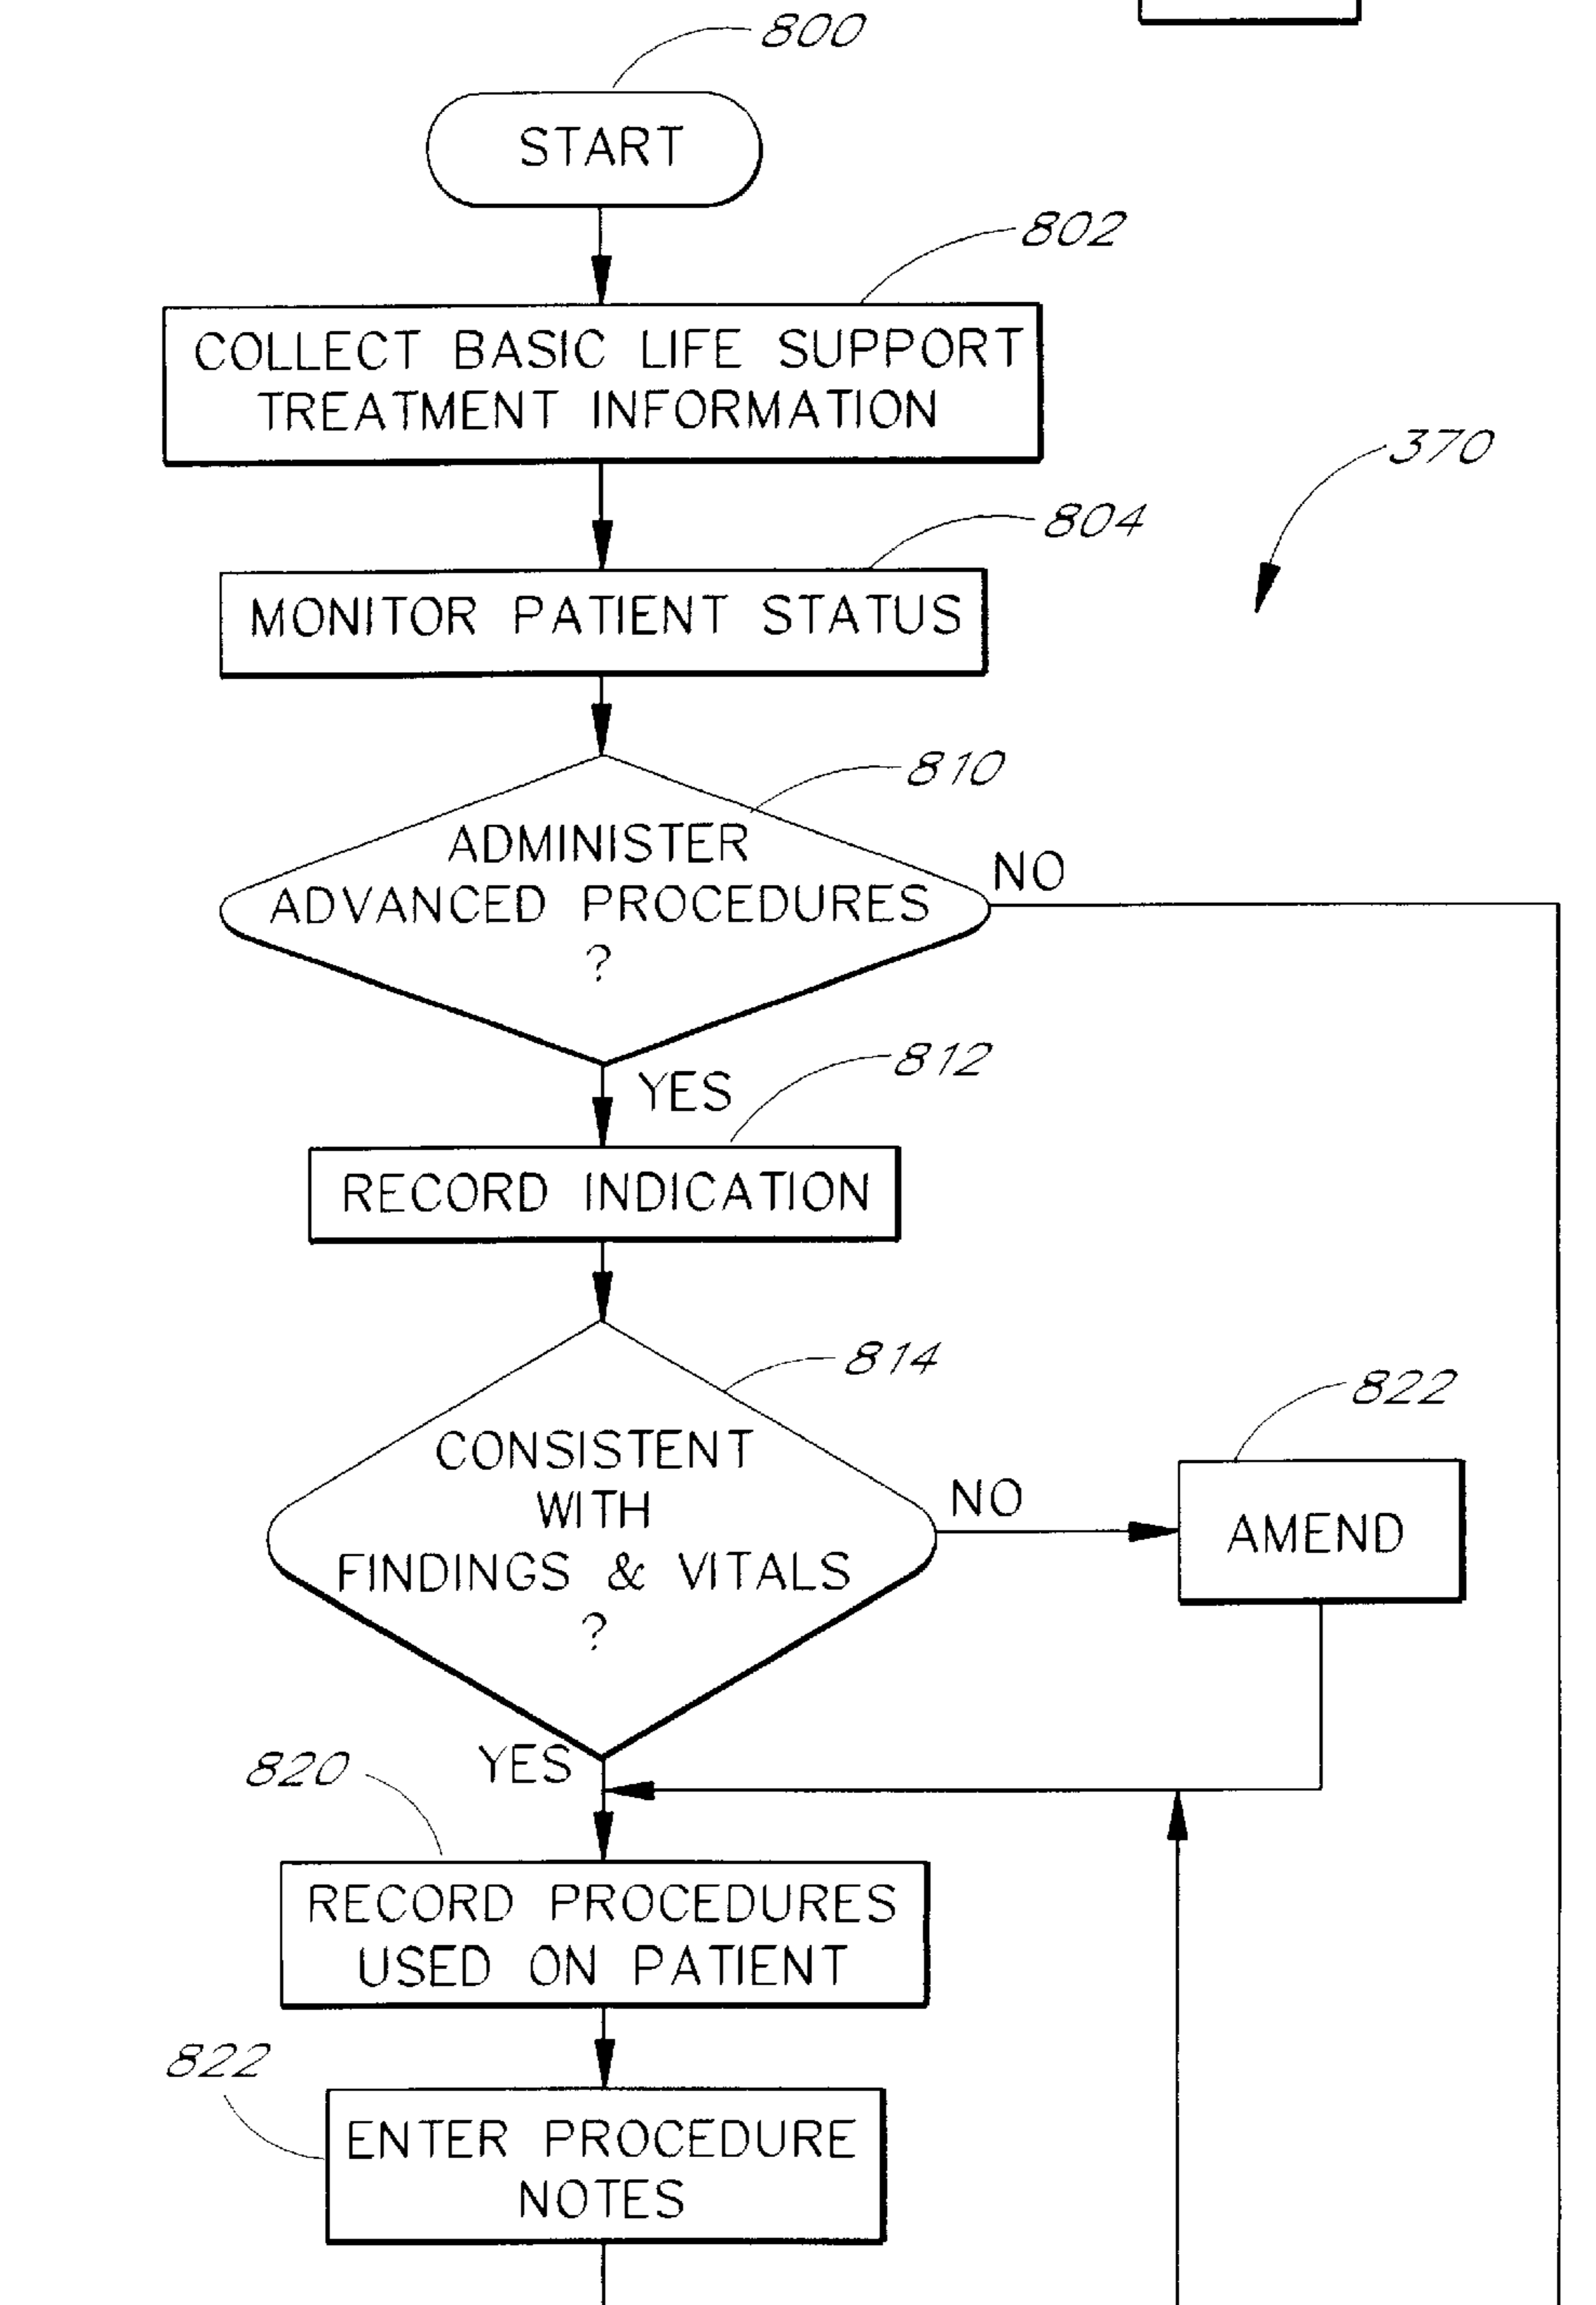 800
START
802
COLLECT BASIC LIFE SUPPORT
TREATMENT INFORMATION
370
804
MONITOR PATIENT STATUS
810
ADMINISTER
ADVANCED PROCEDURES
?
NO
YES
812
RECORD INDICATION
814
CONSISTENT
WITH
FINDINGS & VITALS
?
NO
822
AMEND
YES
820
RECORD PROCEDURES
USED ON PATIENT
822
ENTER PROCEDURE
NOTES